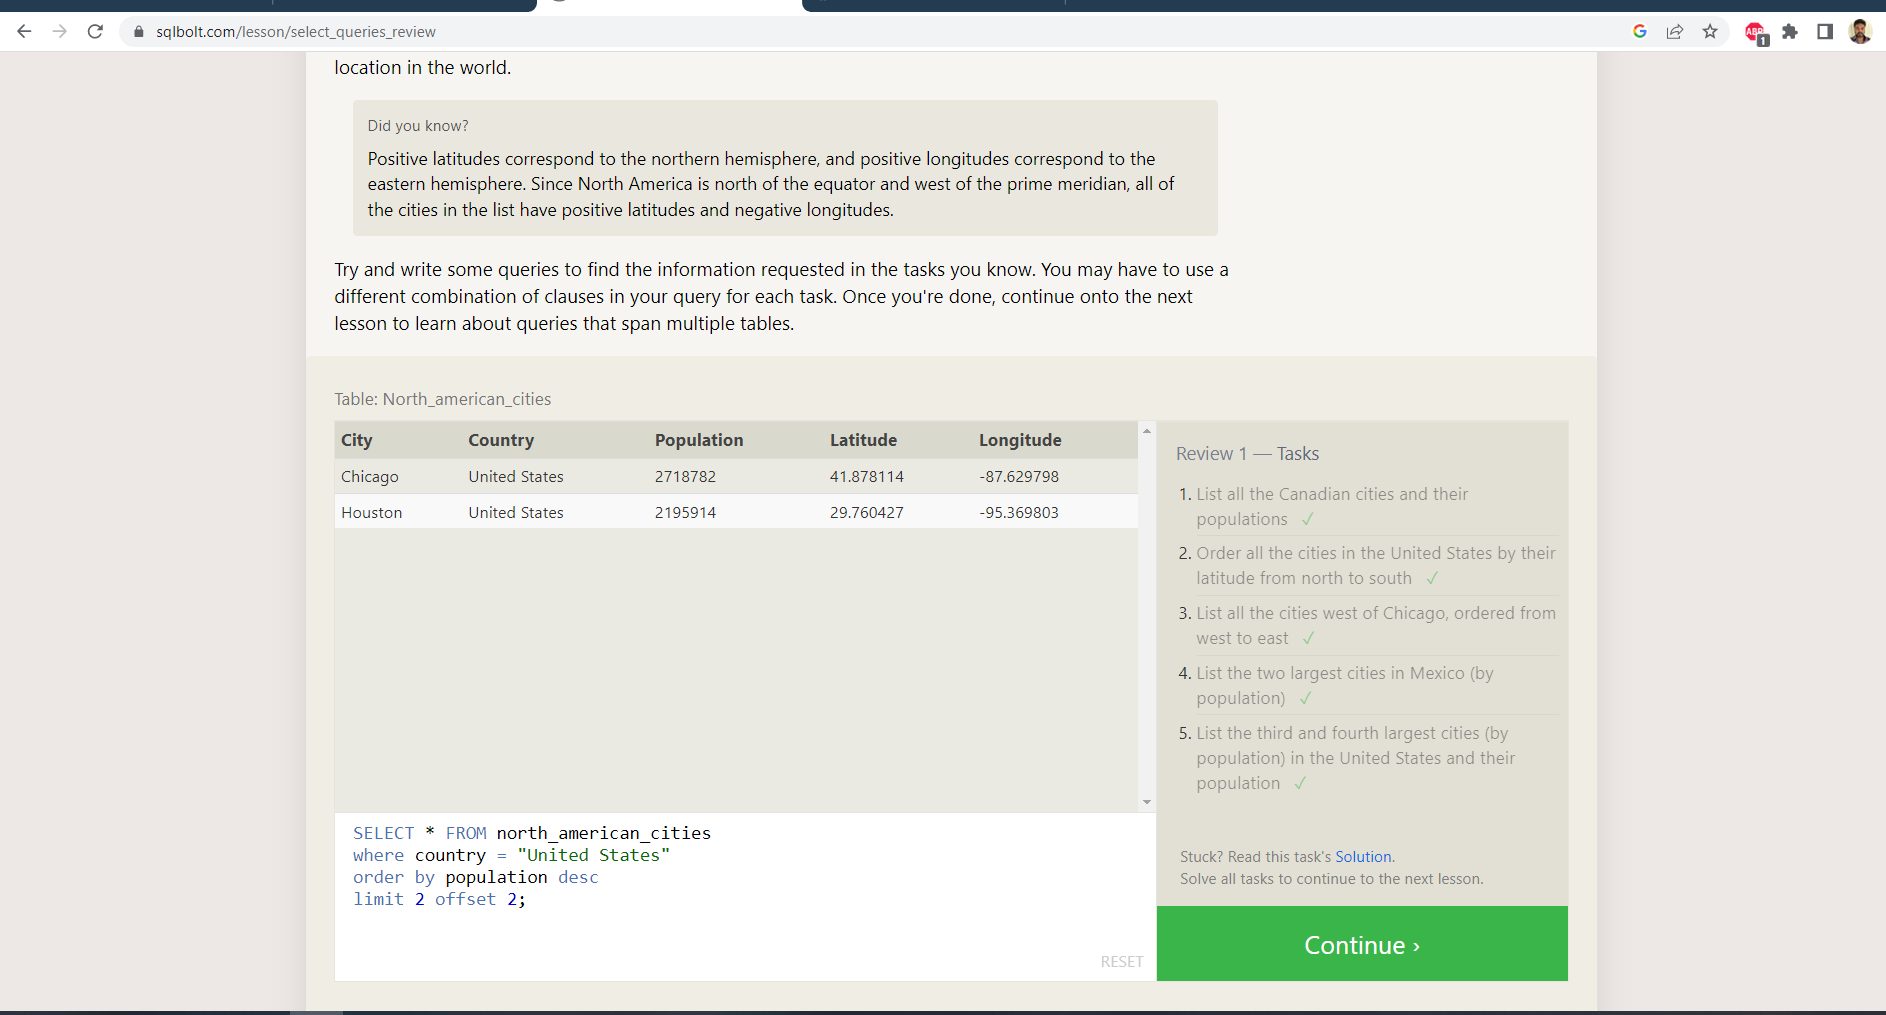 sqlbolt.com/lesson/select_queries_review
ABP
1
location in the world.
Did you know?
Positive latitudes correspond to the northern hemisphere, and positive longitudes correspond to the
eastern hemisphere. Since North America is north of the equator and west of the prime meridian, all of
the cities in the list have positive latitudes and negative longitudes.
Try and write some queries to find the information requested in the tasks you know. You may have to use a
different combination of clauses in your query for each task. Once you're done, continue onto the next
lesson to learn about queries that span multiple tables.
Table: North_american_cities
City Country Population Latitude Longitude
Chicago United States 2718782 41.878114 -87.629798
Houston United States 2195914 29.760427 -95.369803
SELECT * FROM north_american_cities
where country = "United States"
order by population desc
limit 2 offset 2;
RESET
Review 1 — Tasks
1. List all the Canadian cities and their
populations ✓
2. Order all the cities in the United States by their
latitude from north to south ✓
3. List all the cities west of Chicago, ordered from
west to east ✓
4. List the two largest cities in Mexico (by
population) ✓
5. List the third and fourth largest cities (by
population) in the United States and their
population ✓
Stuck? Read this task's Solution.
Solve all tasks to continue to the next lesson.
Continue ›